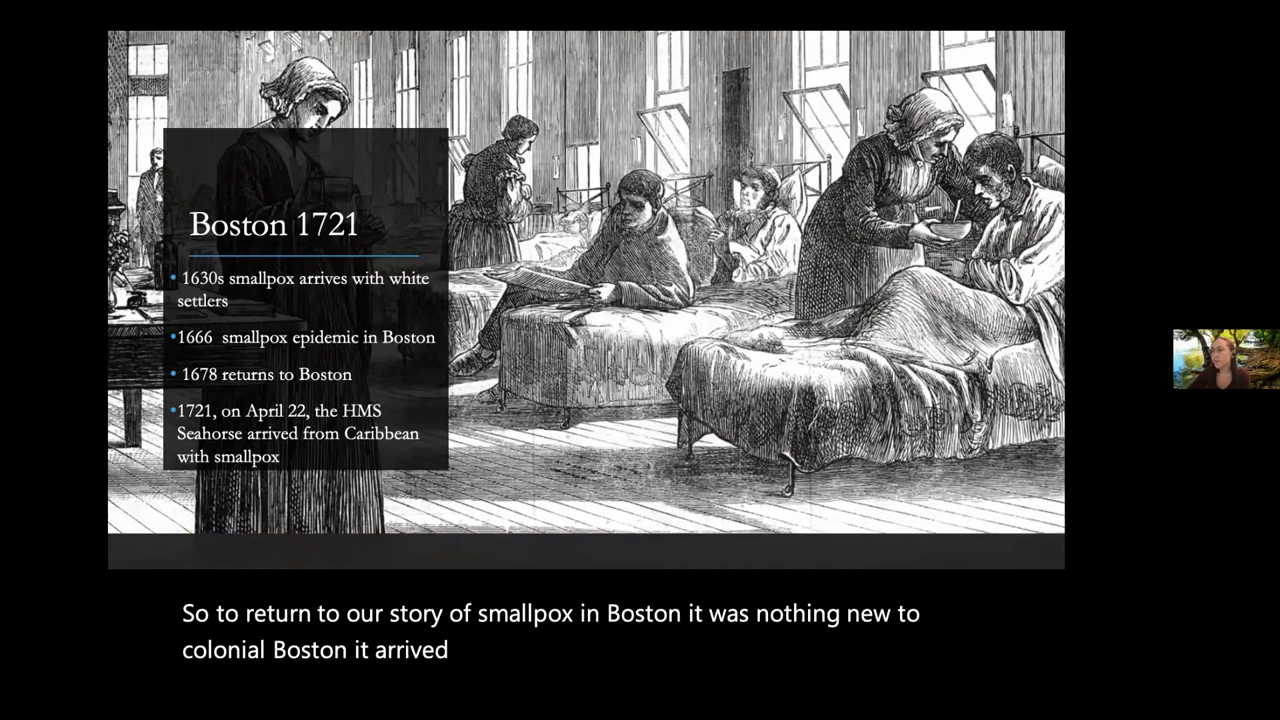 Boston 1721
• 1630s smallpox arrives with white
settlers
•1666 smallpox epidemic in Boston
• 1678 returns to Boston
•1721, on April 22, the HMS
Seahorse arrived from Caribbean
with smallpox
So to return to our story of smallpox in Boston it was nothing new to
colonial Boston it arrived